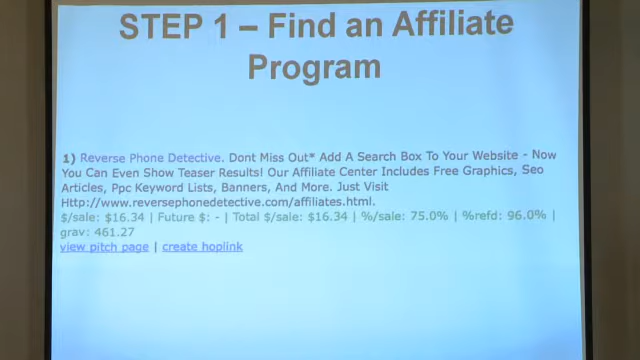 STEP 1 – Find an Affiliate
Program
1) Reverse Phone Detective. Dont Miss Out* Add A Search Box To Your Website - Now
You Can Even Show Teaser Results! Our Affiliate Center Includes Free Graphics, Seo
Articles, Ppc Keyword Lists, Banners, And More. Just Visit
Http://www.reversephonedetective.com/affiliates.html.
$/sale: $16.34 | Future $: - | Total $/sale: $16.34 | %/sale: 75.0% | %refd: 96.0% |
grav: 461.27
view pitch page | create hoplink